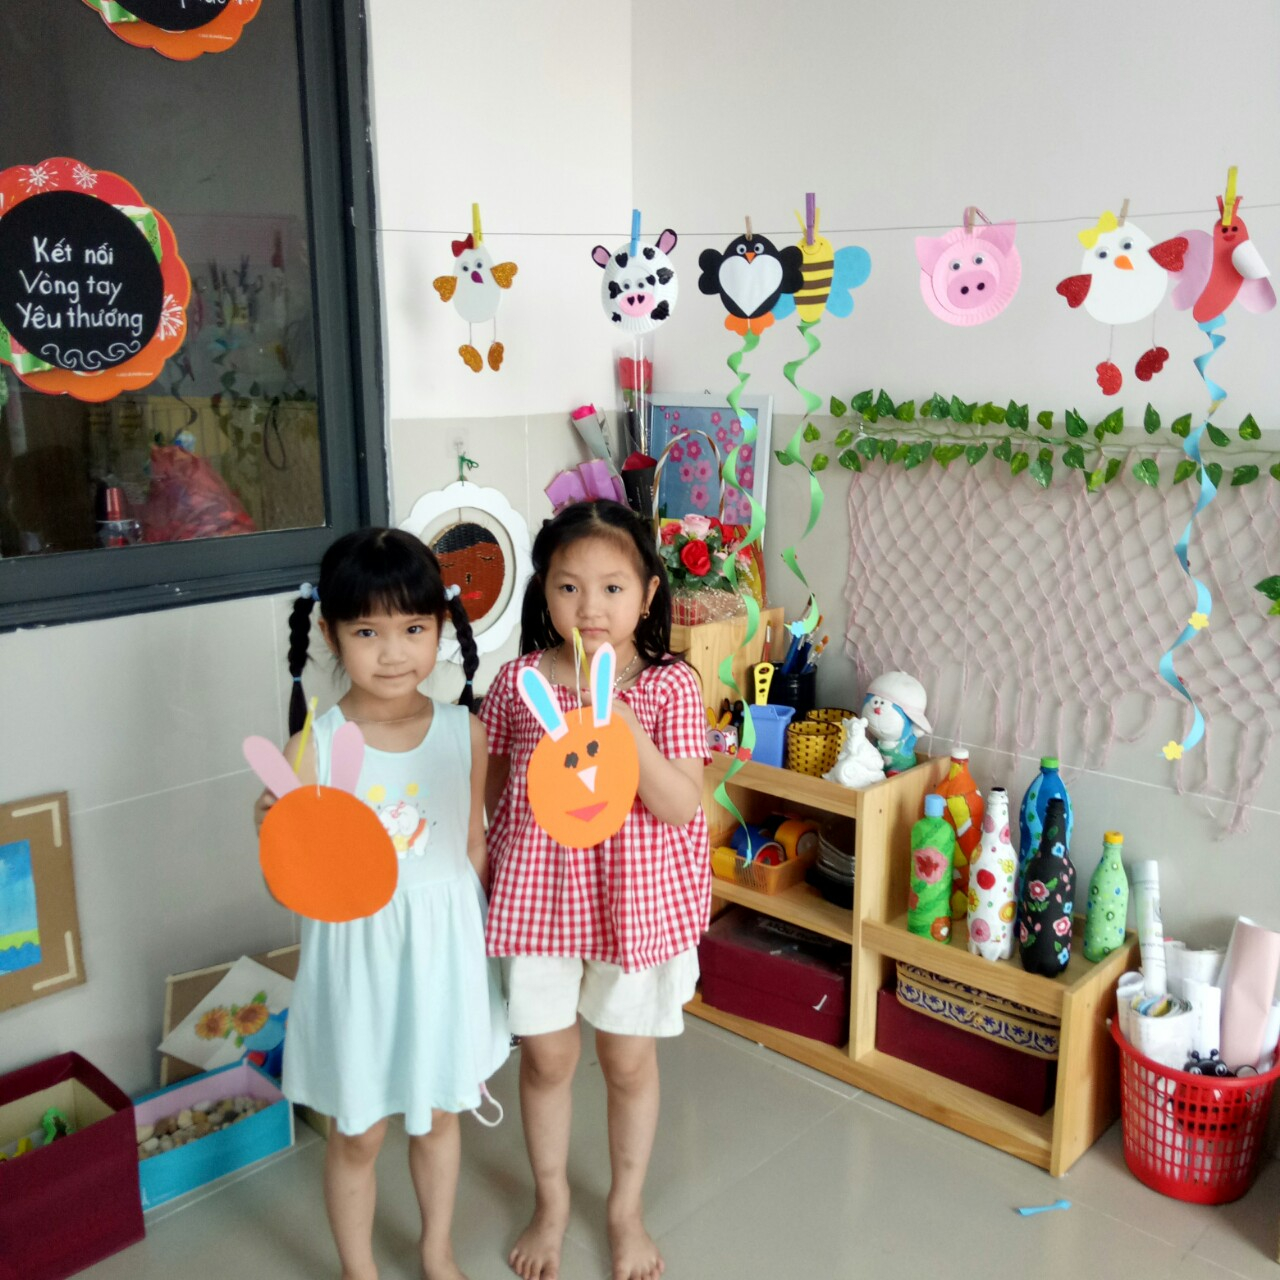 Kết nối
Vòng tay
Yêu thương